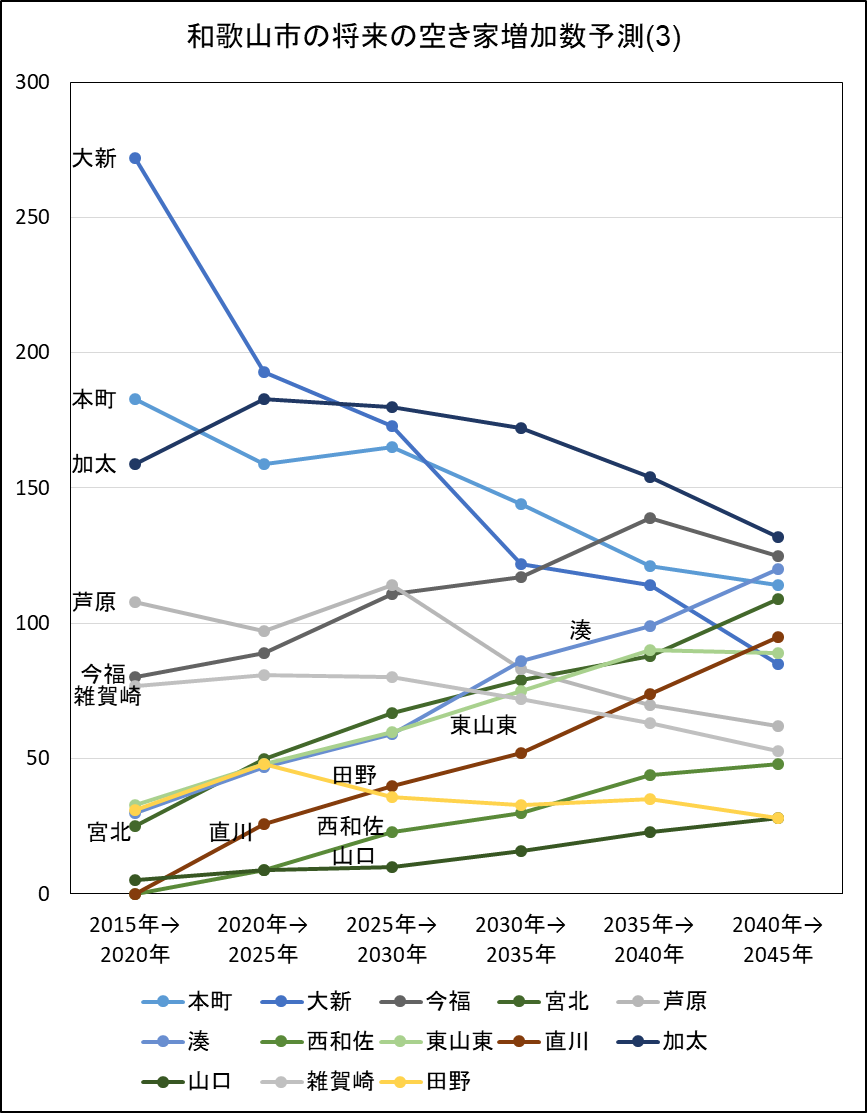 和歌山市の将来の空き家増加数予測(3)
300
250
200
150
100
50
0
大新
本町
加太
芦原
今福
雑賀崎
湊
東山東
田野
宮北
直川
西和佐
山口
2015年→
2020年
2020年→
2025年
2025年→
2030年
2030年→
2035年
2035年→
2040年
2040年→
2045年
本町 大新 今福 宮北 芦原
湊 西和佐 東山東 直川 加太
山口 雑賀崎 田野